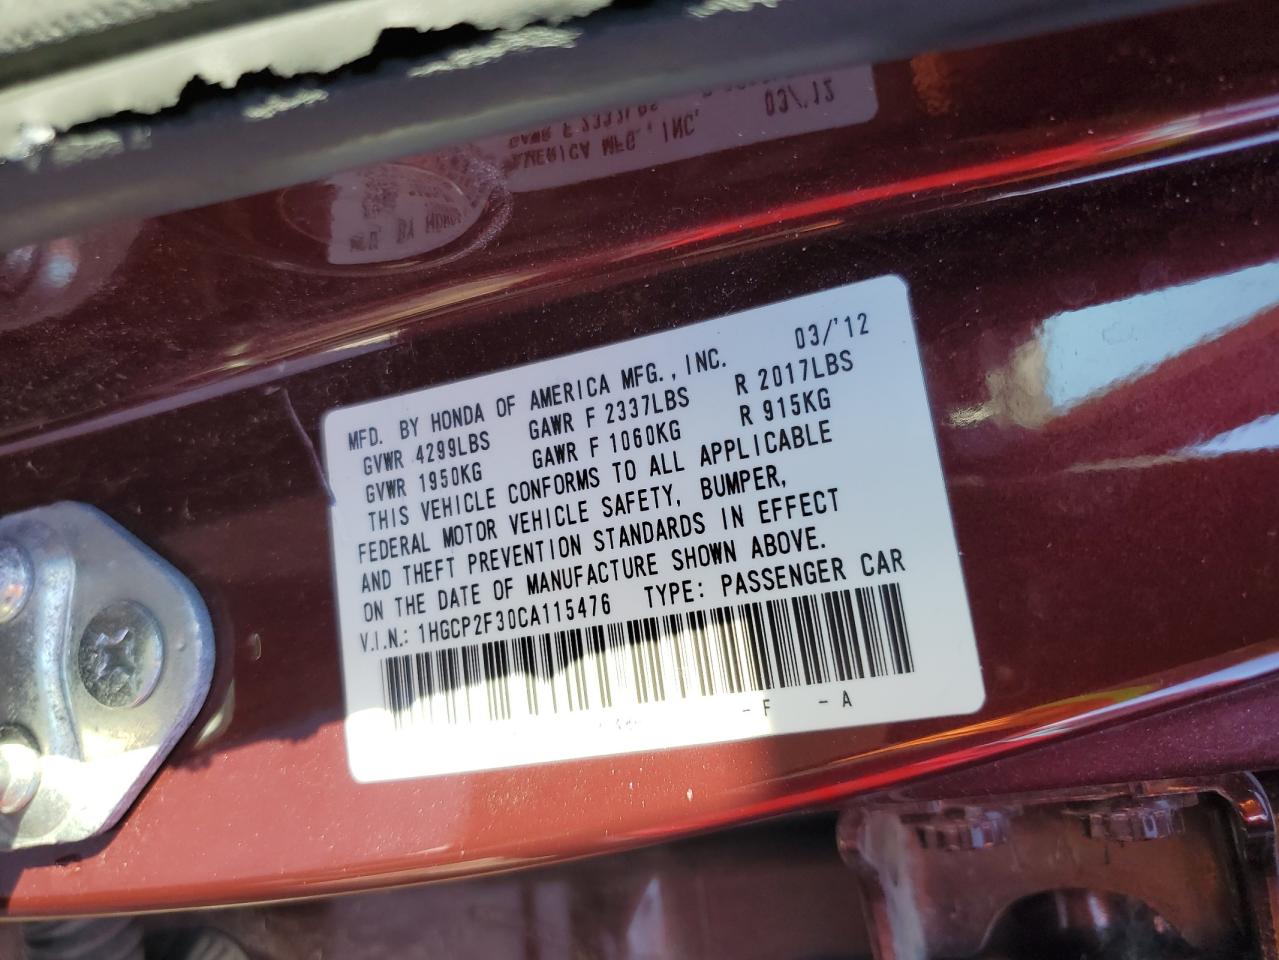 MFD. BY HONDA OF AMERICA MFG., INC. 03/'12
GVWR 4299LBS GAWR F 2337LBS R 2017LBS
GVWR 1950KG GAWR F 1060KG R 915KG
THIS VEHICLE CONFORMS TO ALL APPLICABLE
FEDERAL MOTOR VEHICLE SAFETY, BUMPER,
AND THEFT PREVENTION STANDARDS IN EFFECT
ON THE DATE OF MANUFACTURE SHOWN ABOVE.
V.I.N.: 1HGCP2F30CA115476 TYPE: PASSENGER CAR
-F -A